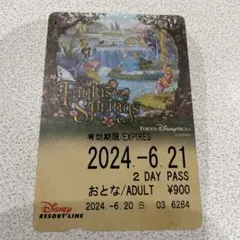 Fantasy
Springs
TOKYO DisneySEA
有効期限/EXPIRES
2024.-6.21
2 DAY PASS
おとな/ADULT ¥900
Disney
RESORT LINE
2024.-6.20 03 6284